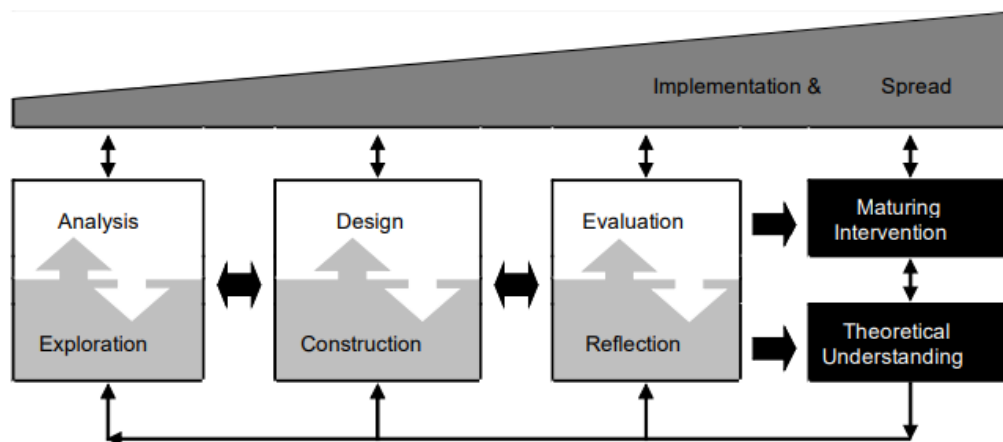 Implementation & Spread
Analysis
Exploration
Design
Construction
Evaluation
Reflection
Maturing
Intervention
Theoretical
Understanding